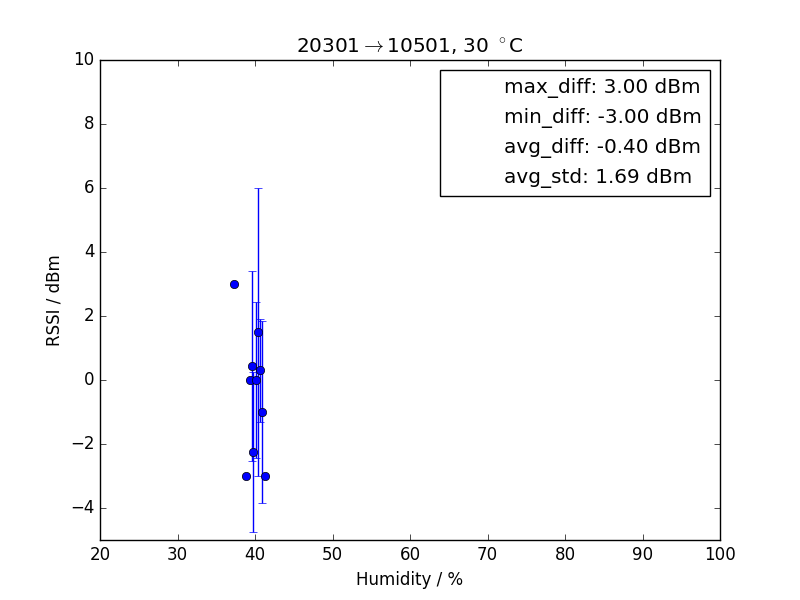 20301→10501, 30 °C
max_diff: 3.00 dBm
min_diff: -3.00 dBm
avg_diff: -0.40 dBm
avg_std: 1.69 dBm
RSSI / dBm
10
8
6
4
2
0
−2
−4
20 30 40 50 60 70 80 90 100
Humidity / %